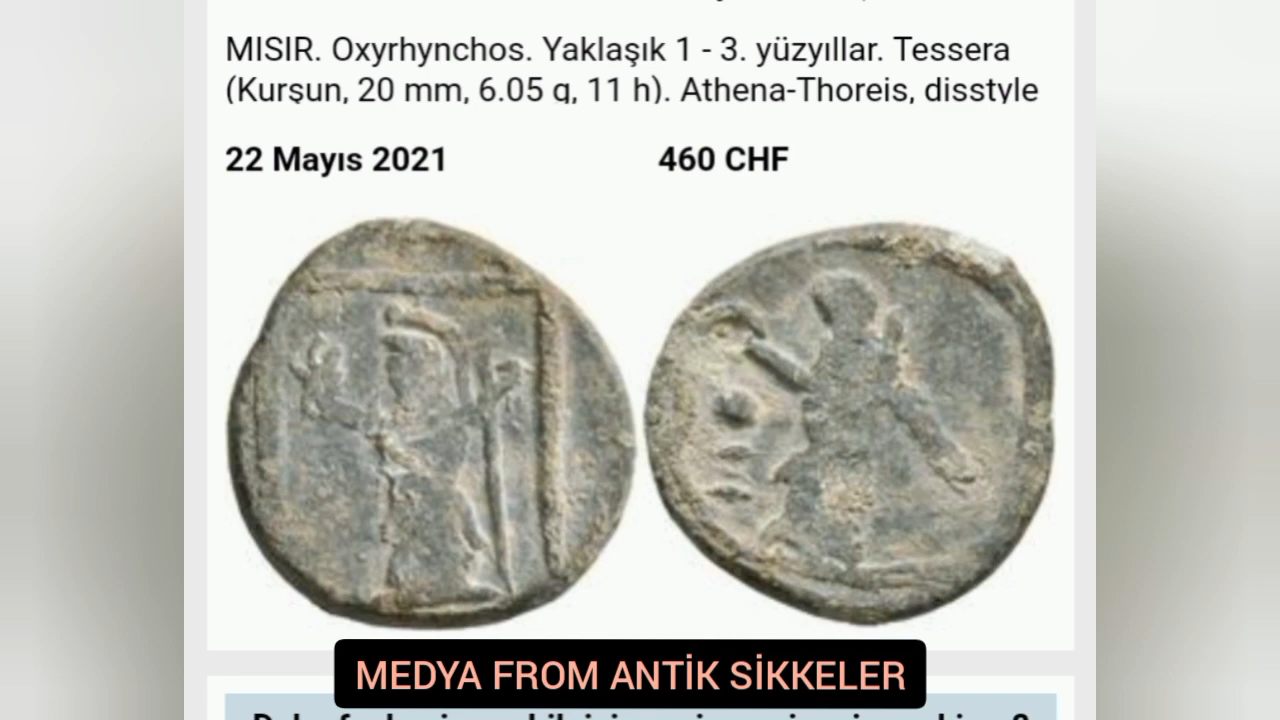 MISIR. Oxyrhynchos. Yaklaşık 1 - 3. yüzyıllar. Tessera
(Kurşun, 20 mm, 6.05 g, 11 h). Athena-Thoreis, disstyle
22 Mayıs 2021 460 CHF
MEDYA FROM ANTİK SİKKELER